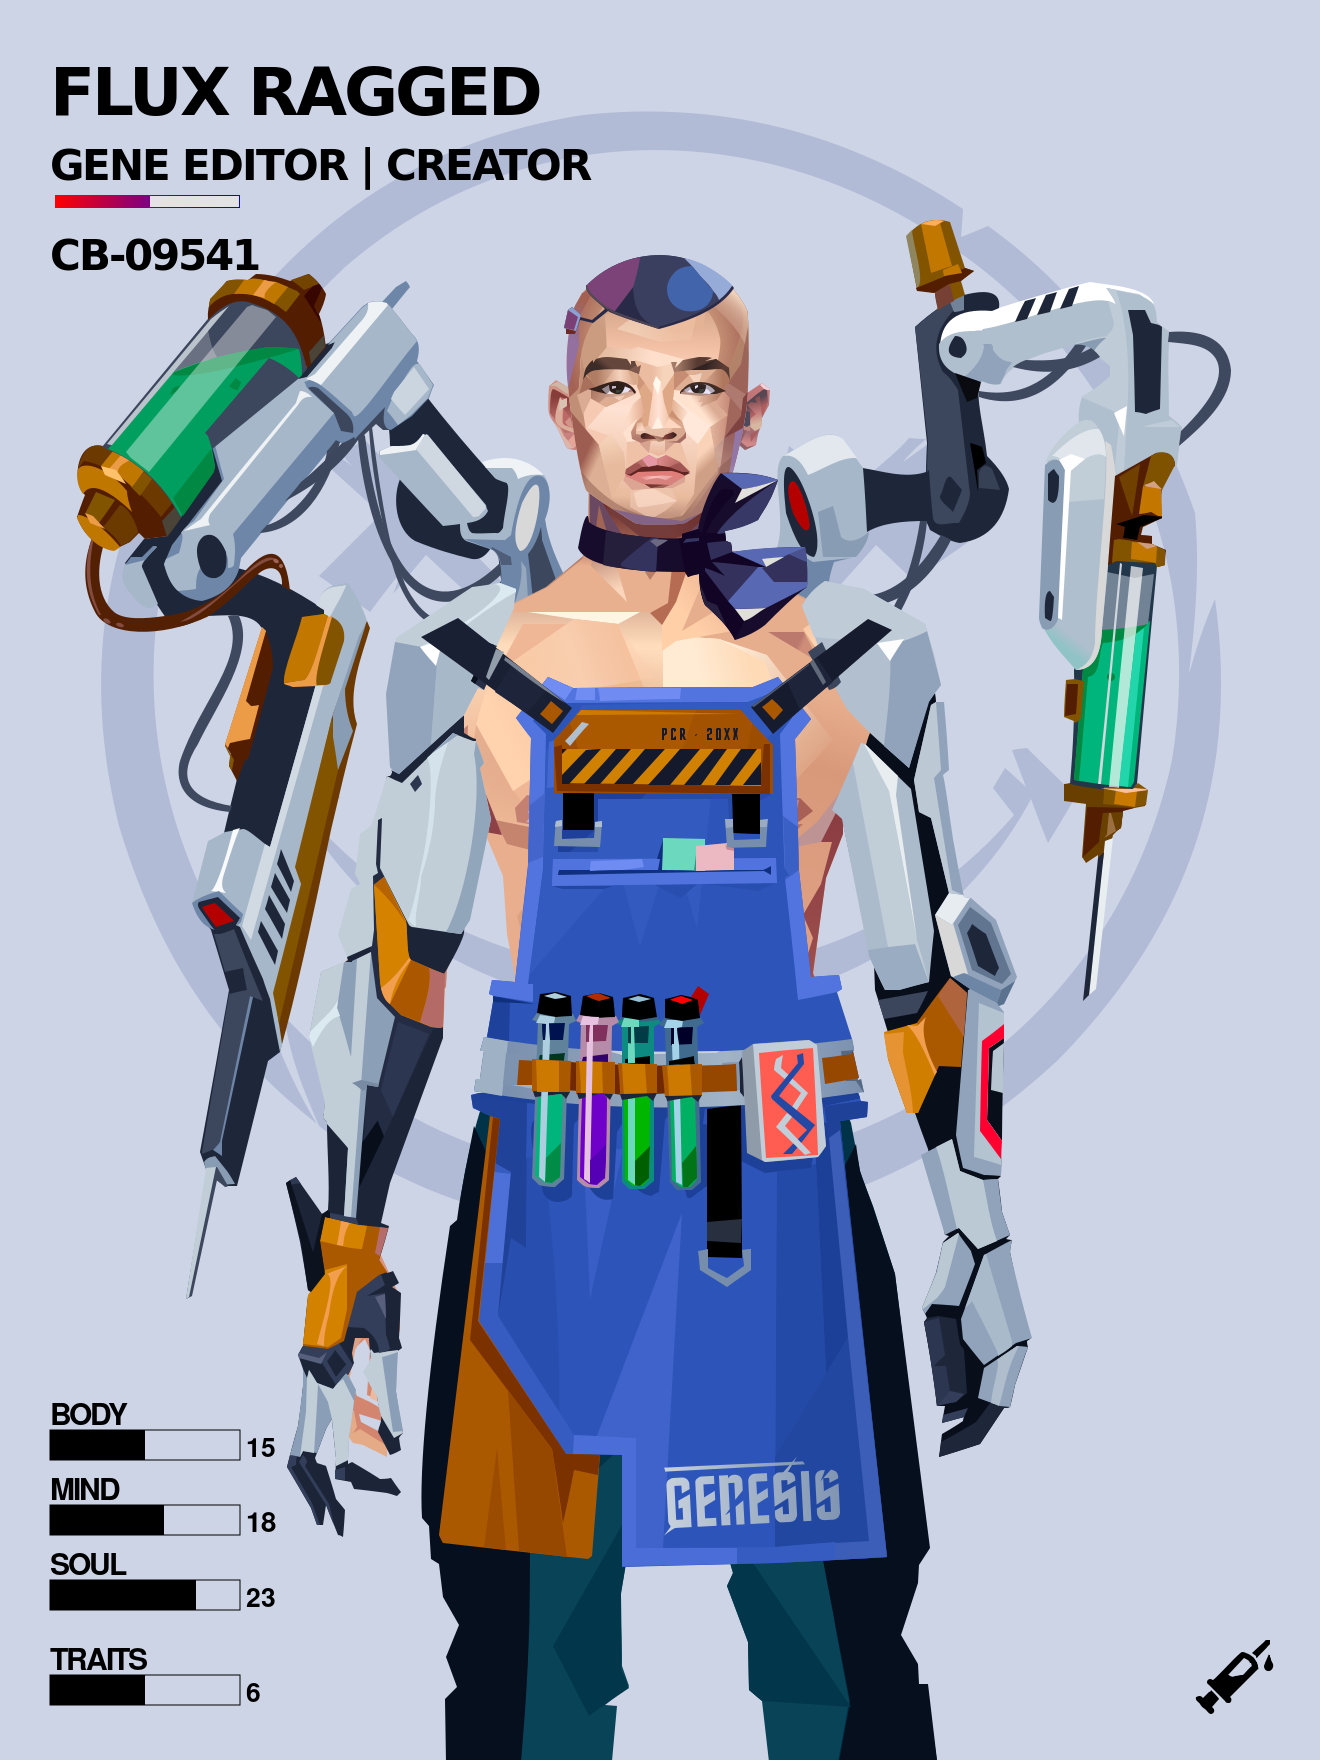 FLUX RAGGED
GENE EDITOR | CREATOR
CB-09541
PCR - 20XX
GENESIS
BODY
15
MIND
18
SOUL
23
TRAITS
6